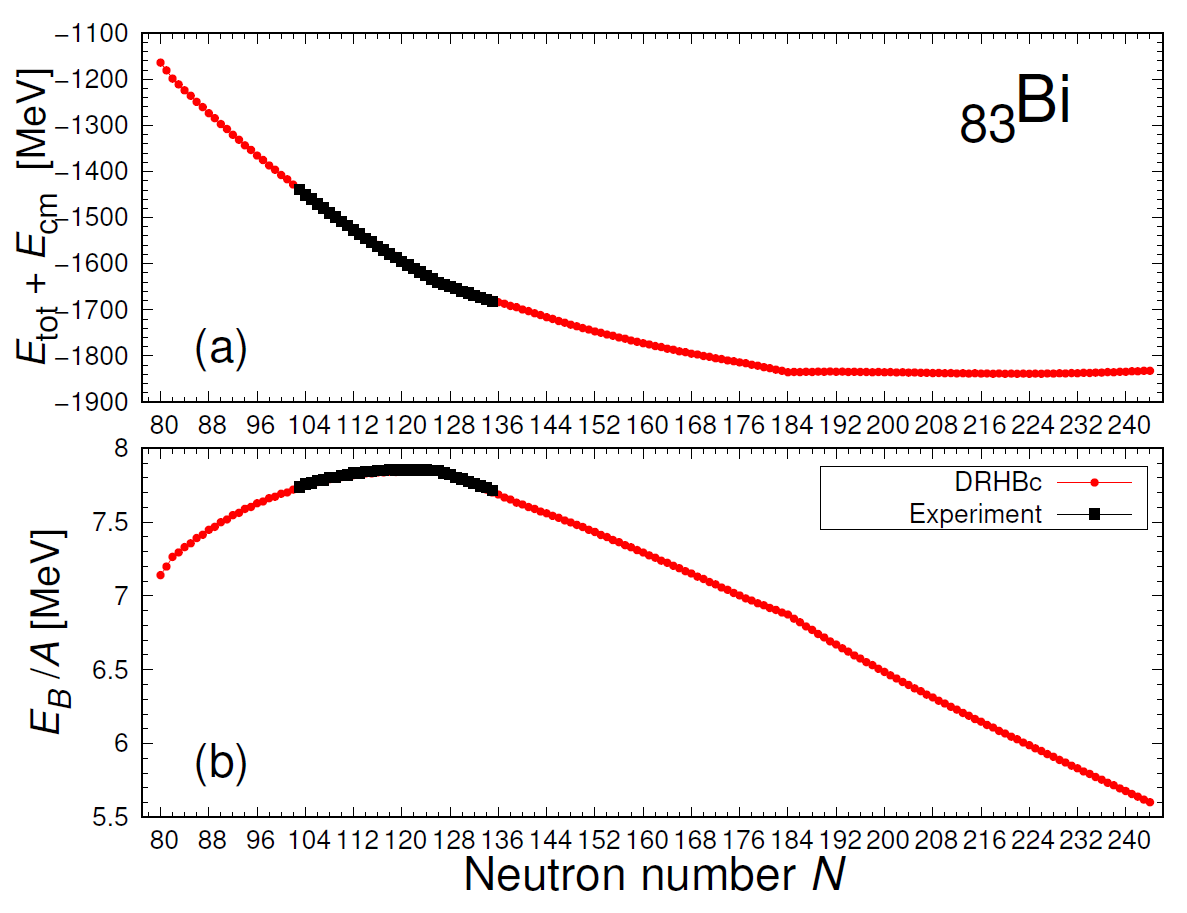 −1100
−1200
−1300
−1400
−1500
−1600
−1700
−1800
−1900
E_tot + E_cm [MeV]
₈₃Bi
(a)
80 88 96 104 112 120 128 136 144 152 160 168 176 184 192 200 208 216 224 232 240
8
7.5
7
6.5
6
5.5
E_B /A [MeV]
DRHBc
Experiment
(b)
80 88 96 104 112 120 128 136 144 152 160 168 176 184 192 200 208 216 224 232 240
Neutron number N